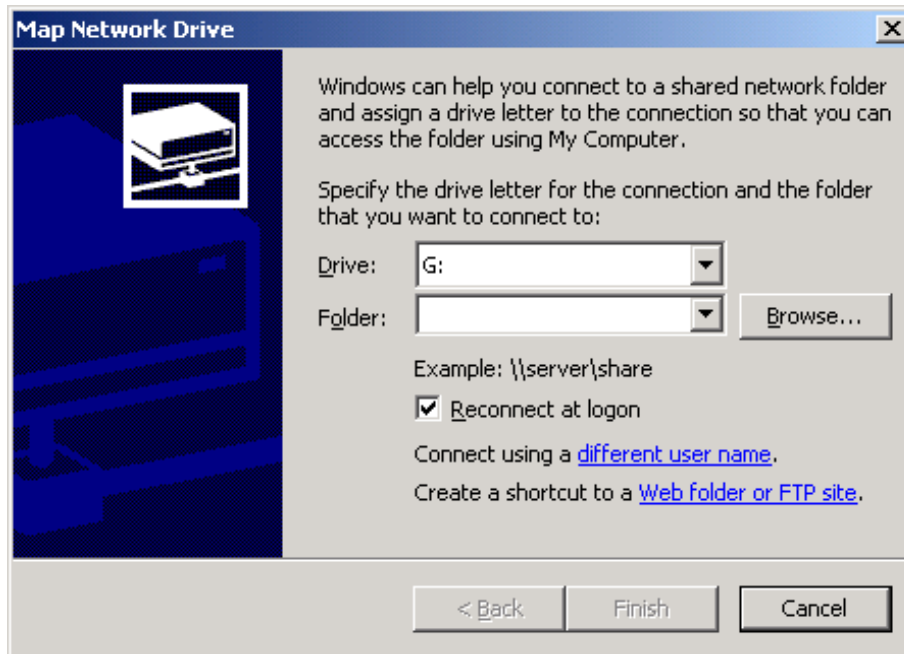 Map Network Drive
Windows can help you connect to a shared network folder
and assign a drive letter to the connection so that you can
access the folder using My Computer.
Specify the drive letter for the connection and the folder
that you want to connect to:
Drive: G:
Folder: Browse...
Example: \\server\share
Reconnect at logon
Connect using a different user name.
Create a shortcut to a Web folder or FTP site.
< Back Finish Cancel